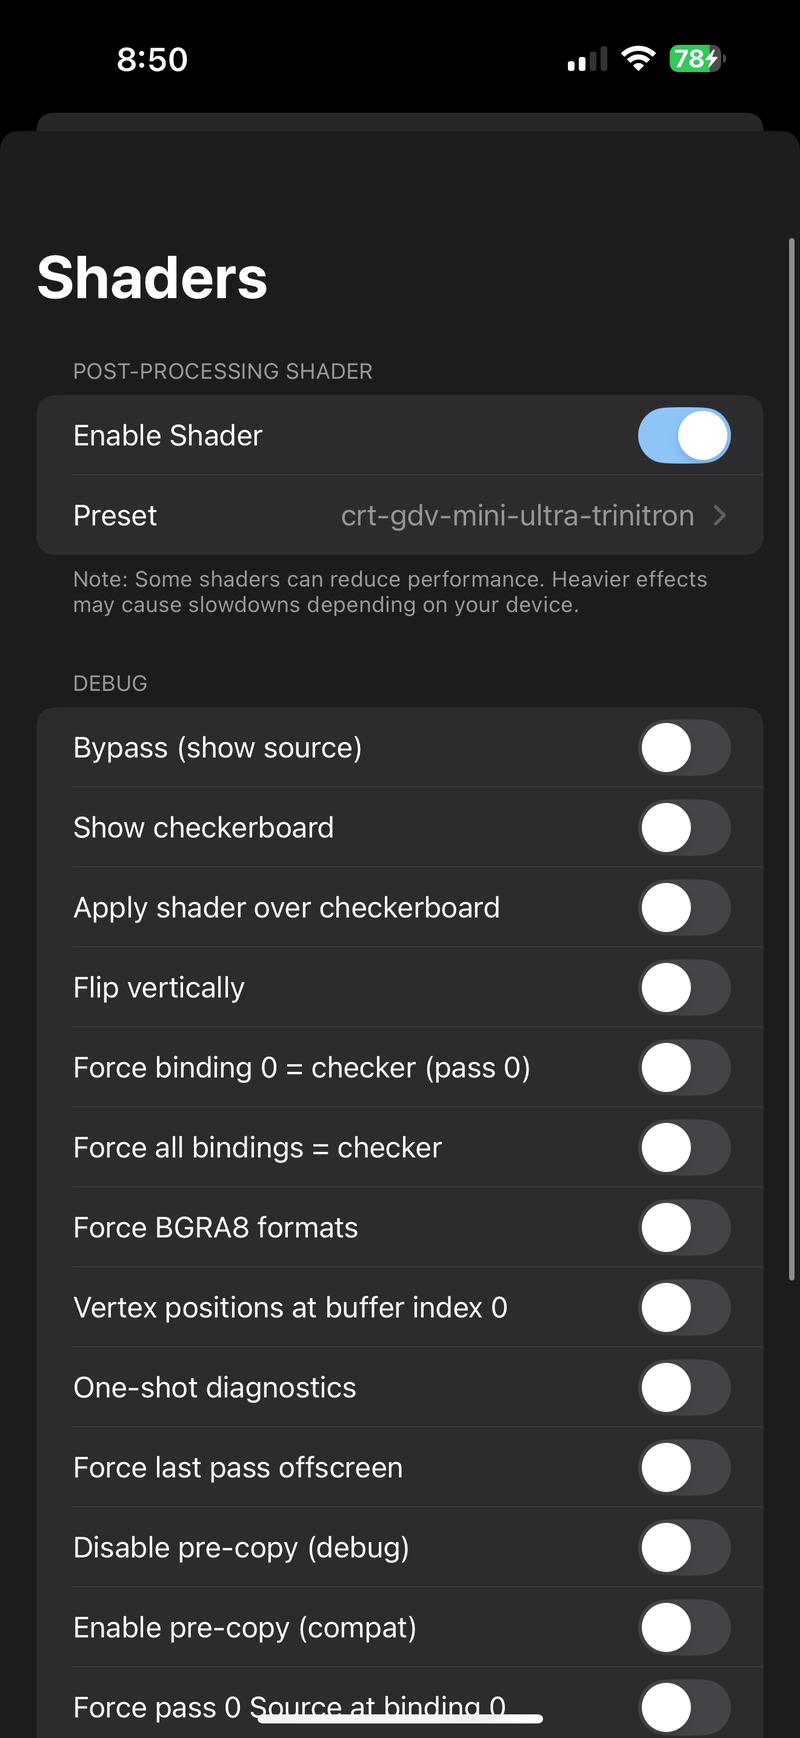 8:50
78
Shaders
POST-PROCESSING SHADER
Enable Shader
Preset crt-gdv-mini-ultra-trinitron
Note: Some shaders can reduce performance. Heavier effects
may cause slowdowns depending on your device.
DEBUG
Bypass (show source)
Show checkerboard
Apply shader over checkerboard
Flip vertically
Force binding 0 = checker (pass 0)
Force all bindings = checker
Force BGRA8 formats
Vertex positions at buffer index 0
One-shot diagnostics
Force last pass offscreen
Disable pre-copy (debug)
Enable pre-copy (compat)
Force pass 0 Source at binding 0